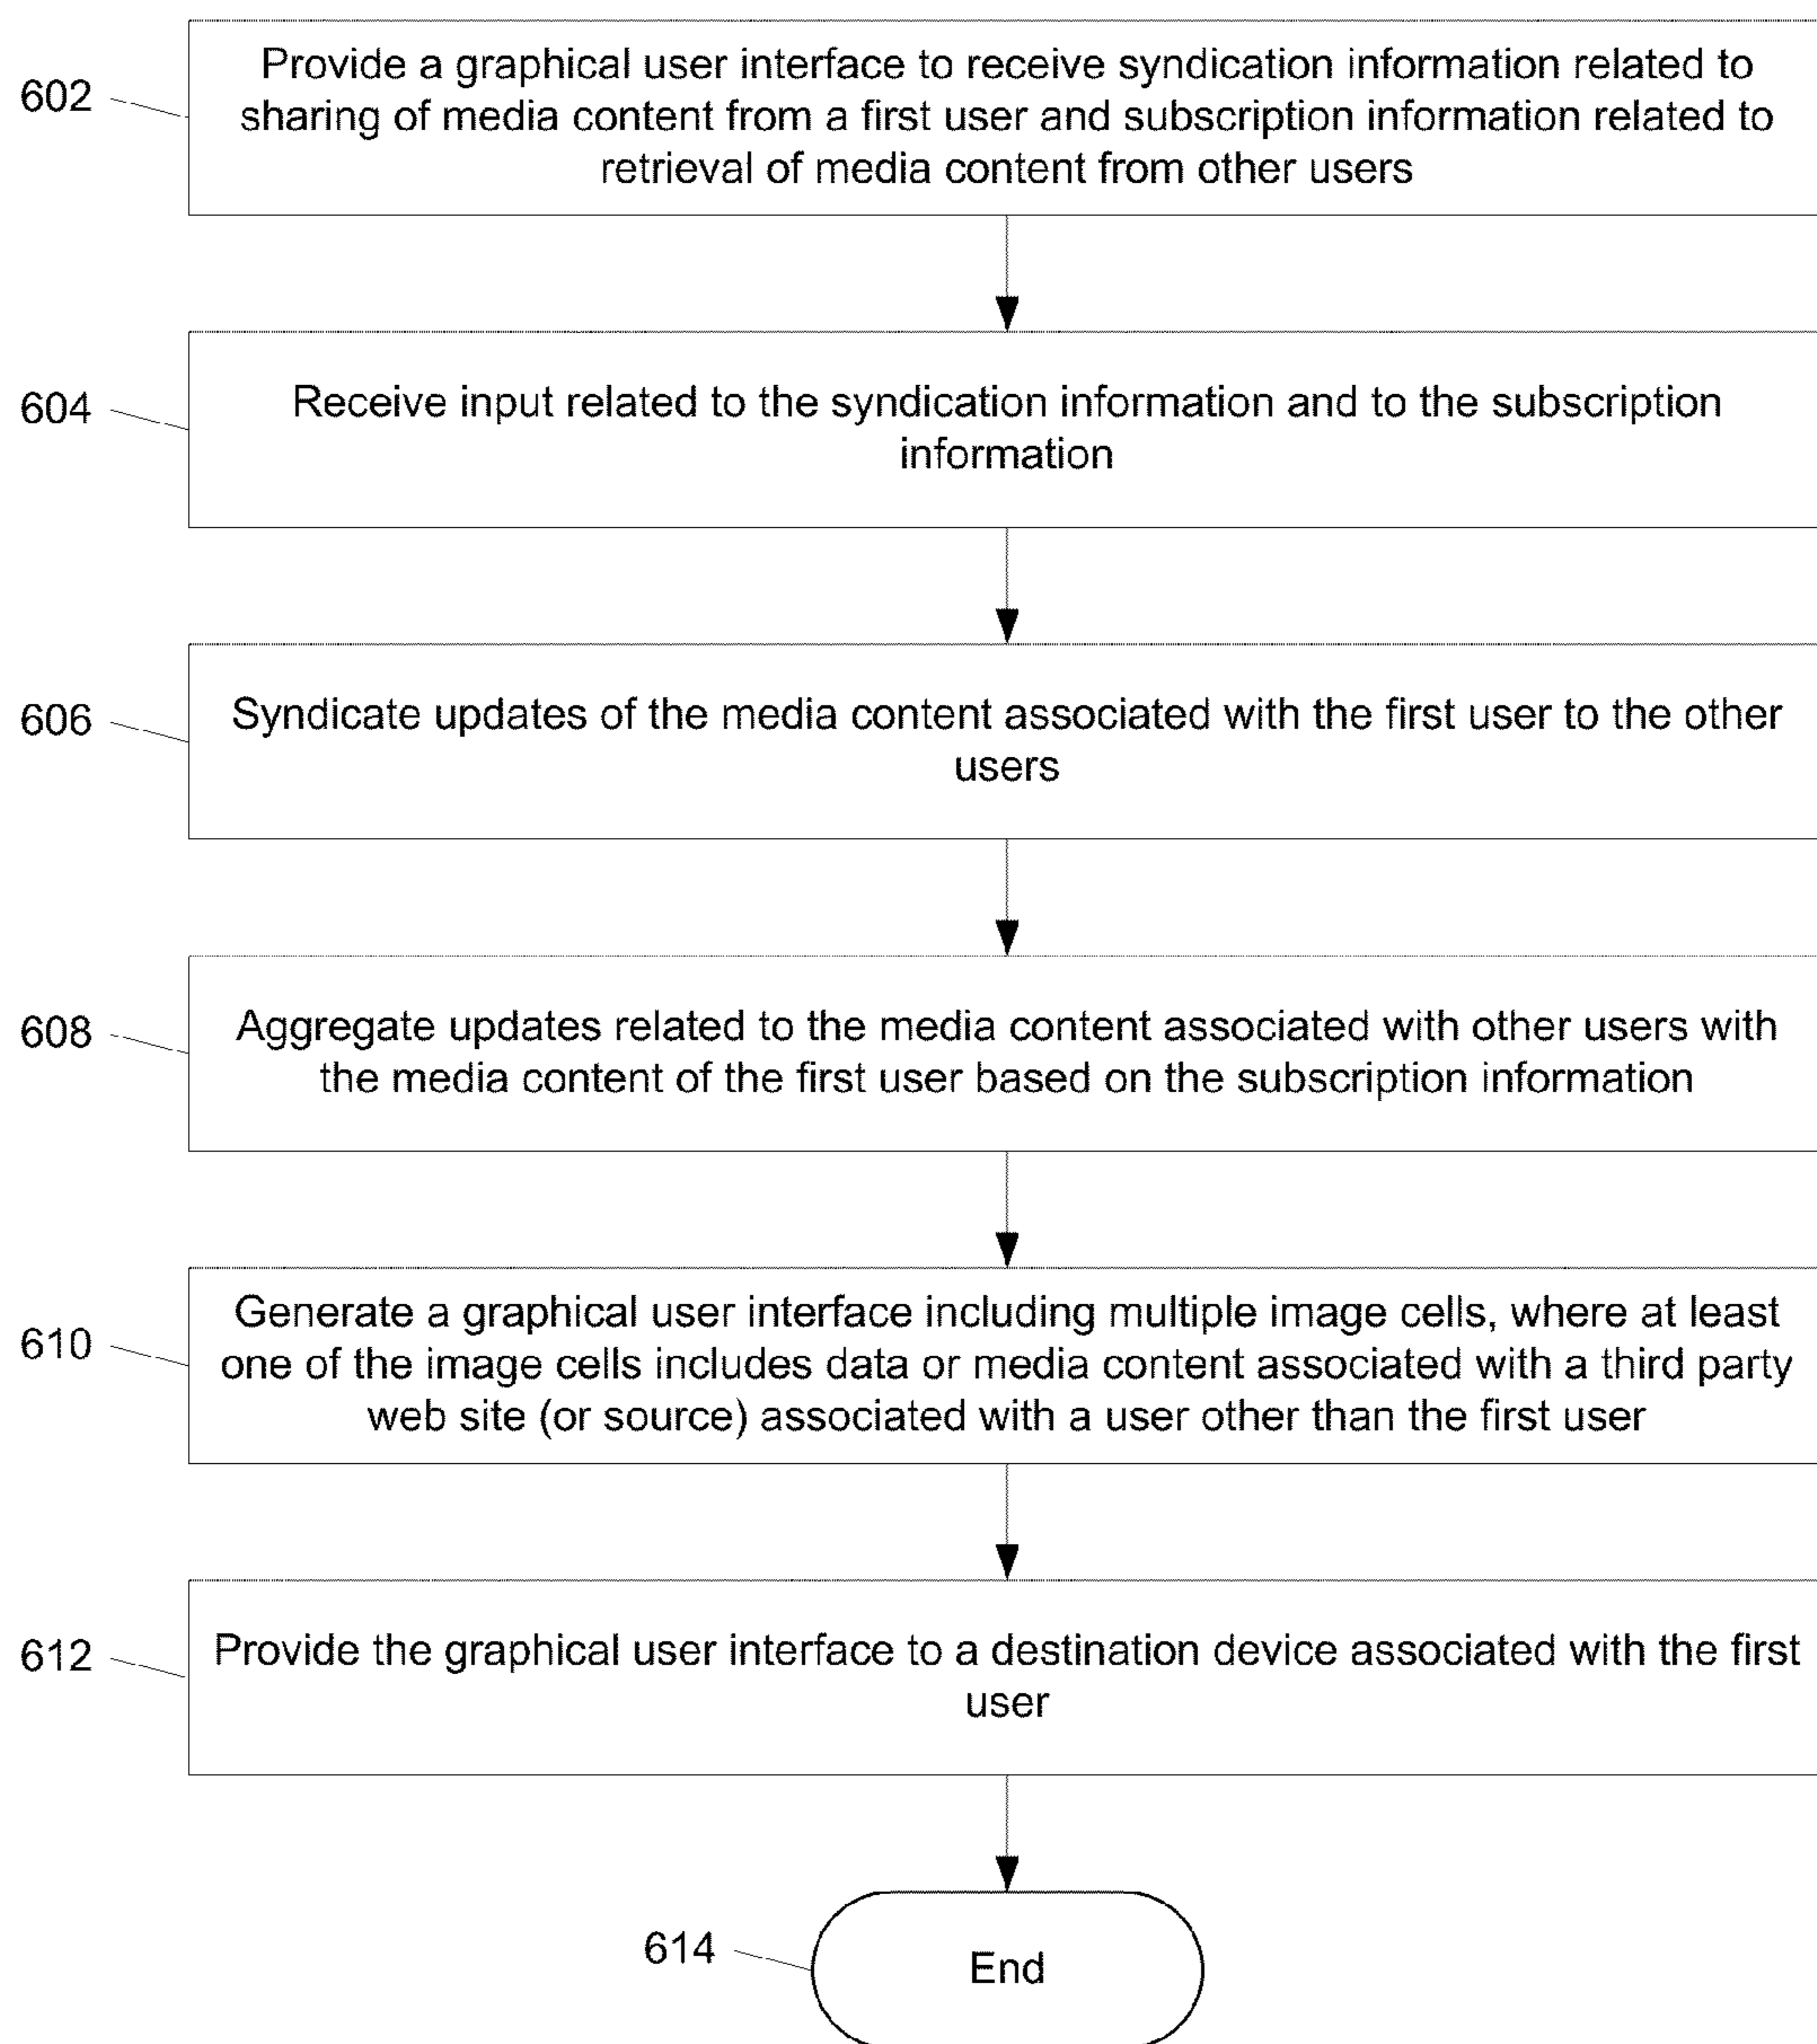 602
Provide a graphical user interface to receive syndication information related to
sharing of media content from a first user and subscription information related to
retrieval of media content from other users
604
Receive input related to the syndication information and to the subscription
information
606
Syndicate updates of the media content associated with the first user to the other
users
608
Aggregate updates related to the media content associated with other users with
the media content of the first user based on the subscription information
610
Generate a graphical user interface including multiple image cells, where at least
one of the image cells includes data or media content associated with a third party
web site (or source) associated with a user other than the first user
612
Provide the graphical user interface to a destination device associated with the first
user
614
End